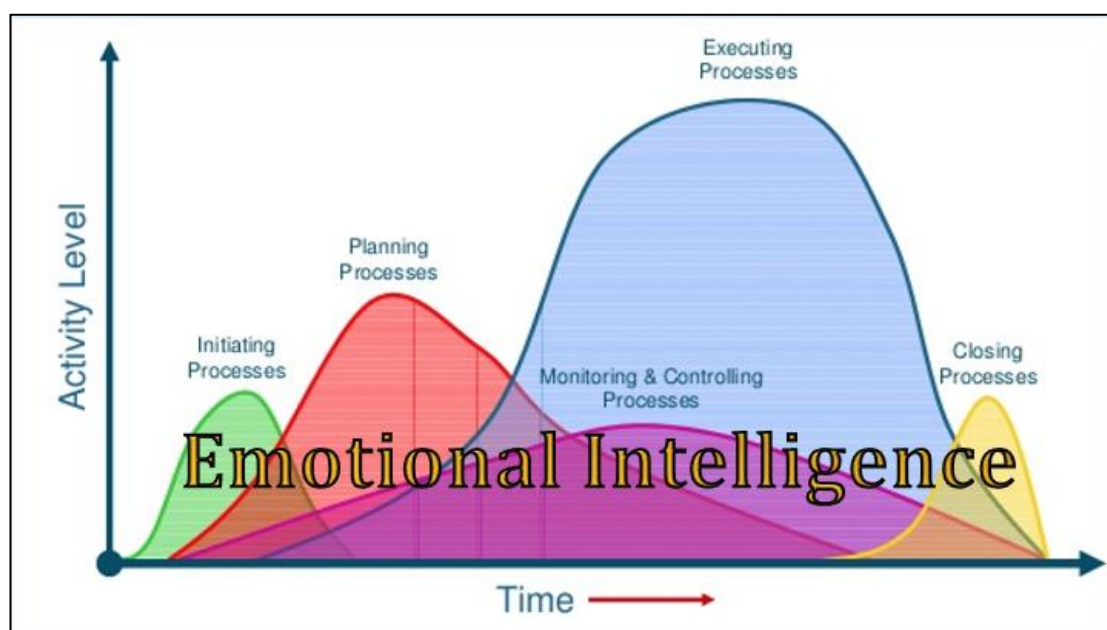 Executing
Processes
Planning
Processes
Initiating
Processes
Monitoring & Controlling
Processes
Closing
Processes
Emotional Intelligence
Activity Level
Time